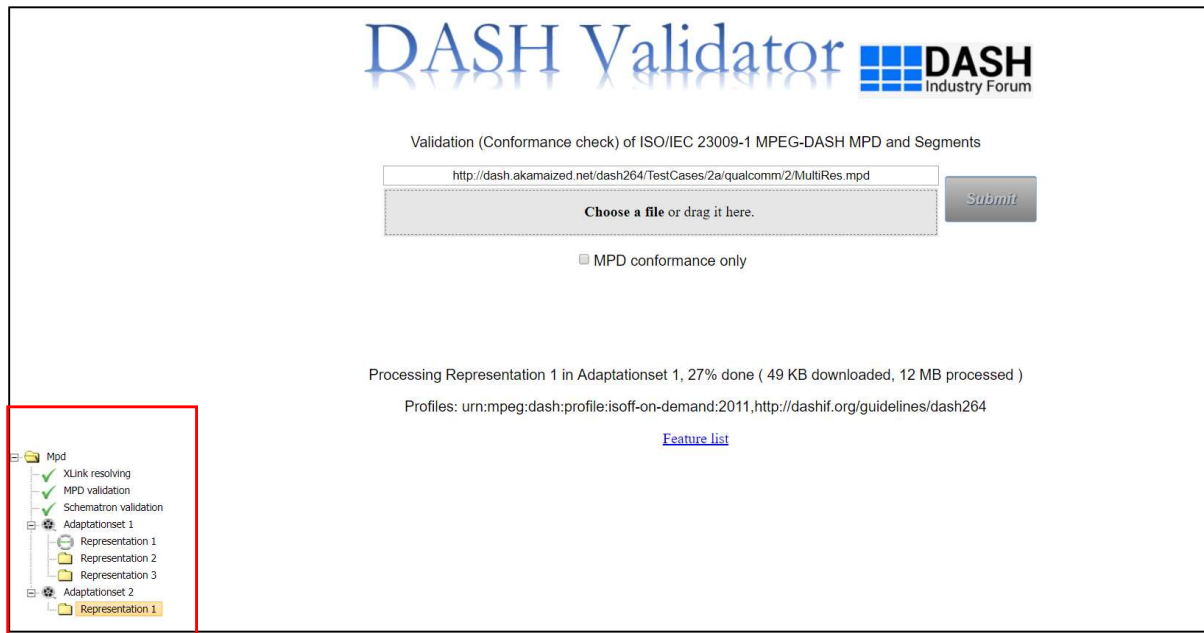 DASH Validator
DASH
Industry Forum
Validation (Conformance check) of ISO/IEC 23009-1 MPEG-DASH MPD and Segments
http://dash.akamaized.net/dash264/TestCases/2a/qualcomm/2/MultiRes.mpd
Submit
Choose a file or drag it here.
MPD conformance only
Processing Representation 1 in Adaptationset 1, 27% done ( 49 KB downloaded, 12 MB processed )
Profiles: urn:mpeg:dash:profile:isoff-on-demand:2011,http://dashif.org/guidelines/dash264
Feature list
Mpd
XLink resolving
MPD validation
Schematron validation
Adaptationset 1
Representation 1
Representation 2
Representation 3
Adaptationset 2
Representation 1